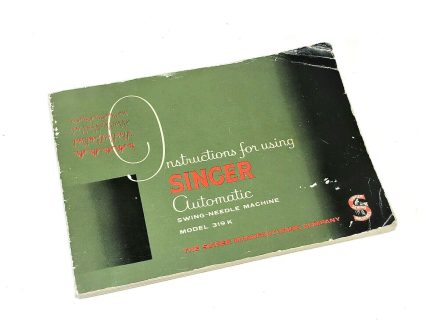 Instructions for using
SINGER
Automatic
SWING-NEEDLE MACHINE
MODEL 319K
THE SINGER MANUFACTURING COMPANY
S